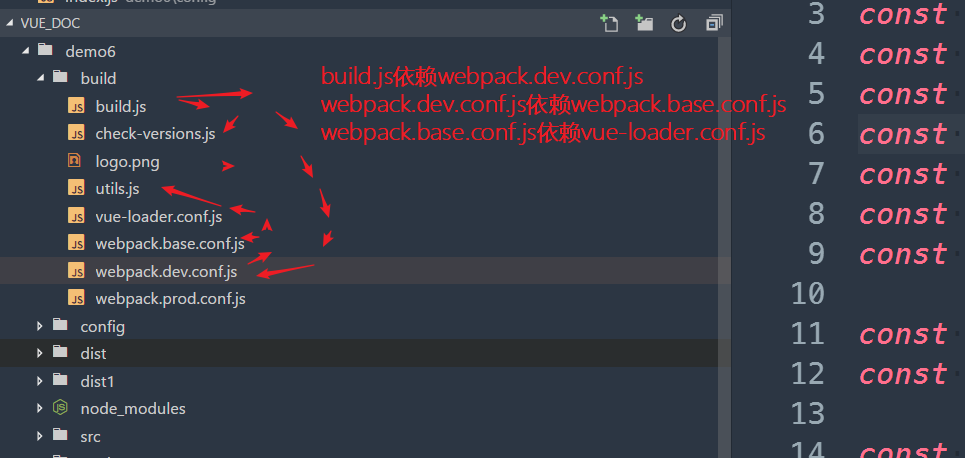 VUE_DOC
demo6
build
build.js
check-versions.js
logo.png
utils.js
vue-loader.conf.js
webpack.base.conf.js
webpack.dev.conf.js
webpack.prod.conf.js
config
dist
dist1
node_modules
src
build.js依赖webpack.dev.conf.js
webpack.dev.conf.js依赖webpack.base.conf.js
webpack.base.conf.js依赖vue-loader.conf.js
3 const
4 const
5 const
6 const
7 const
8 const
9 const
10
11 const
12 const
13
14 const